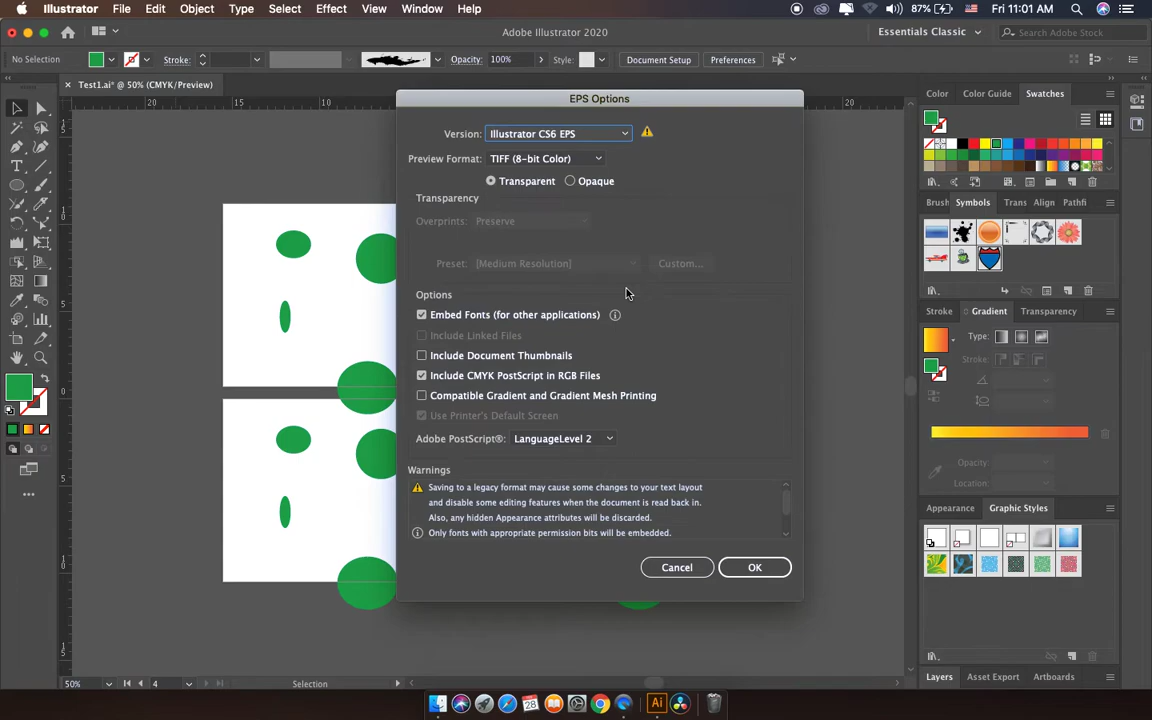 Illustrator File Edit Object Type Select Effect View Window Help 87% Fri 11:01 AM
Adobe Illustrator 2020 Essentials Classic Search Adobe Stock
No Selection Stroke: Opacity: 100% Style: Document Setup Preferences
× Test1.ai* @ 50% (CMYK/Preview)
20 15 10 20
EPS Options
Version: Illustrator CS6 EPS
Preview Format: TIFF (8-bit Color)
Transparent Opaque
Transparency
Overprints: Preserve
Preset: [Medium Resolution] Custom...
Options
Embed Fonts (for other applications)
Include Linked Files
Include Document Thumbnails
Include CMYK PostScript in RGB Files
Compatible Gradient and Gradient Mesh Printing
Use Printer's Default Screen
Adobe PostScript®: LanguageLevel 2
Warnings
Saving to a legacy format may cause some changes to your text layout
and disable some editing features when the document is read back in.
Also, any hidden Appearance attributes will be discarded.
Only fonts with appropriate permission bits will be embedded.
Cancel OK
Color Color Guide Swatches
Brush Symbols Trans Align Pathfi
Stroke Gradient Transparency
Type:
Stroke:
Opacity:
Location:
Appearance Graphic Styles
Layers Asset Export Artboards
50% 4 Selection
28 Ai